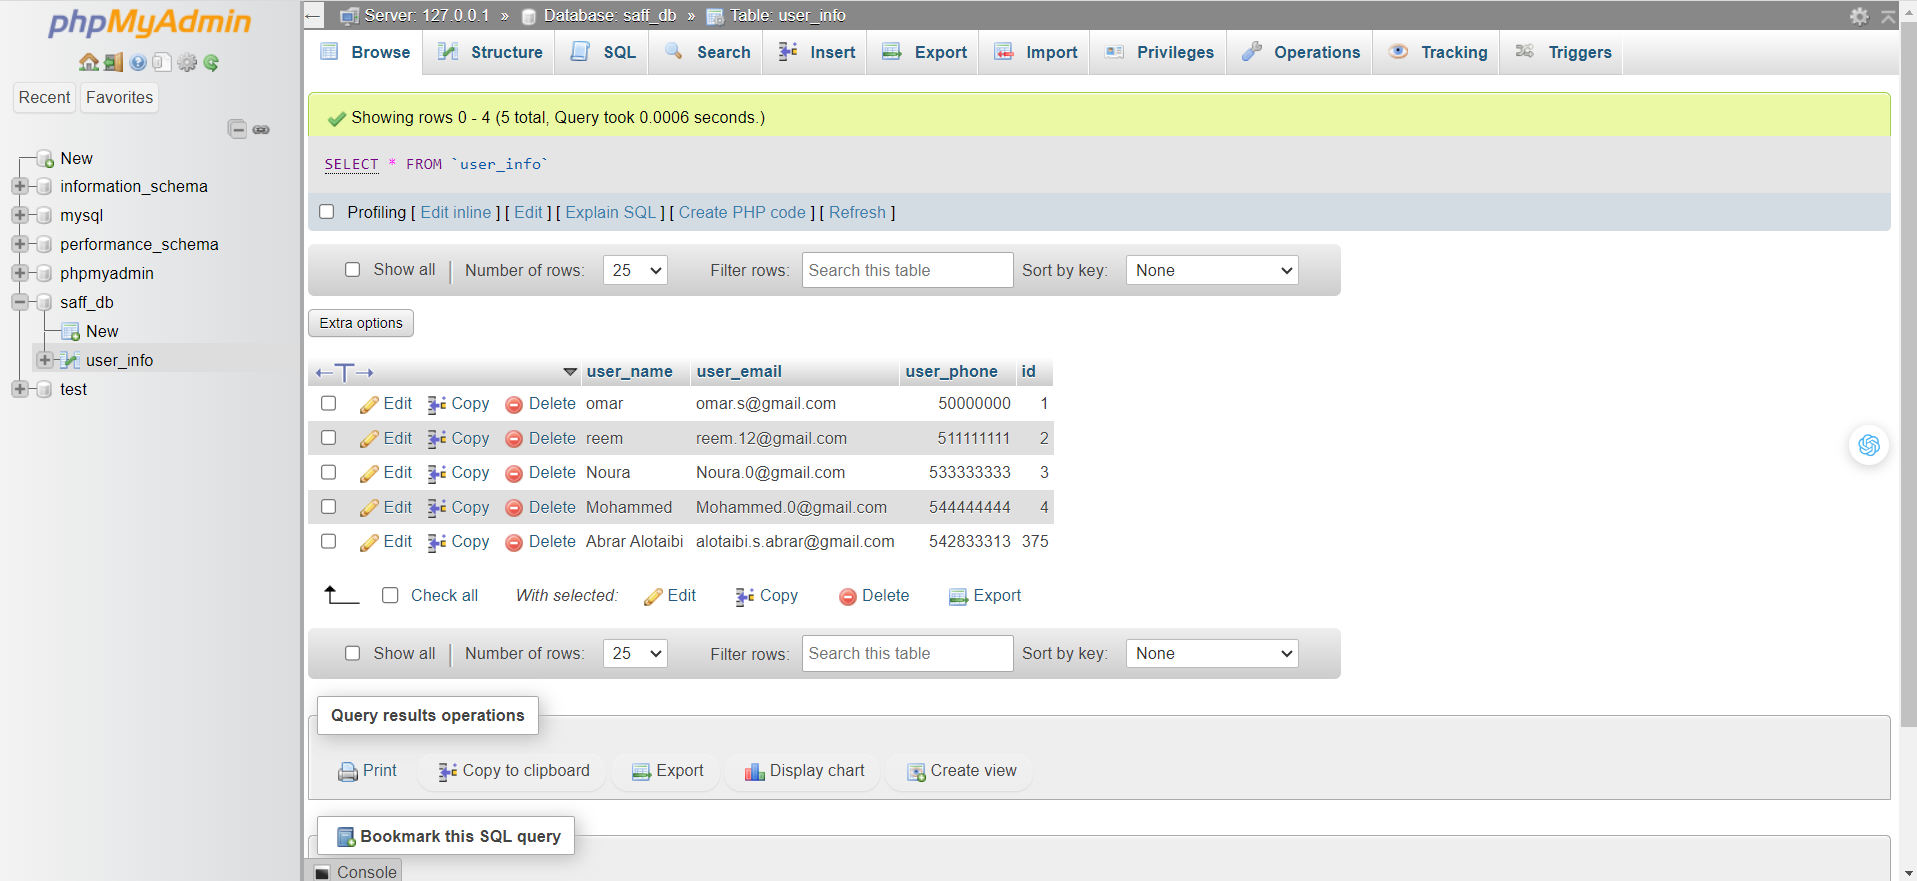 phpMyAdmin
Recent Favorites
New
information_schema
mysql
performance_schema
phpmyadmin
saff_db
New
user_info
test
Server: 127.0.0.1 » Database: saff_db » Table: user_info
Browse Structure SQL Search Insert Export Import Privileges Operations Tracking Triggers
Showing rows 0 - 4 (5 total, Query took 0.0006 seconds.)
SELECT * FROM `user_info`
Profiling [ Edit inline ] [ Edit ] [ Explain SQL ] [ Create PHP code ] [ Refresh ]
Show all | Number of rows: 25 Filter rows: Search this table Sort by key: None
Extra options
←T→ user_name user_email user_phone id
Edit Copy Delete omar omar.s@gmail.com 50000000 1
Edit Copy Delete reem reem.12@gmail.com 511111111 2
Edit Copy Delete Noura Noura.0@gmail.com 533333333 3
Edit Copy Delete Mohammed Mohammed.0@gmail.com 544444444 4
Edit Copy Delete Abrar Alotaibi alotaibi.s.abrar@gmail.com 542833313 375
Check all With selected: Edit Copy Delete Export
Show all | Number of rows: 25 Filter rows: Search this table Sort by key: None
Query results operations
Print Copy to clipboard Export Display chart Create view
Bookmark this SQL query
Console